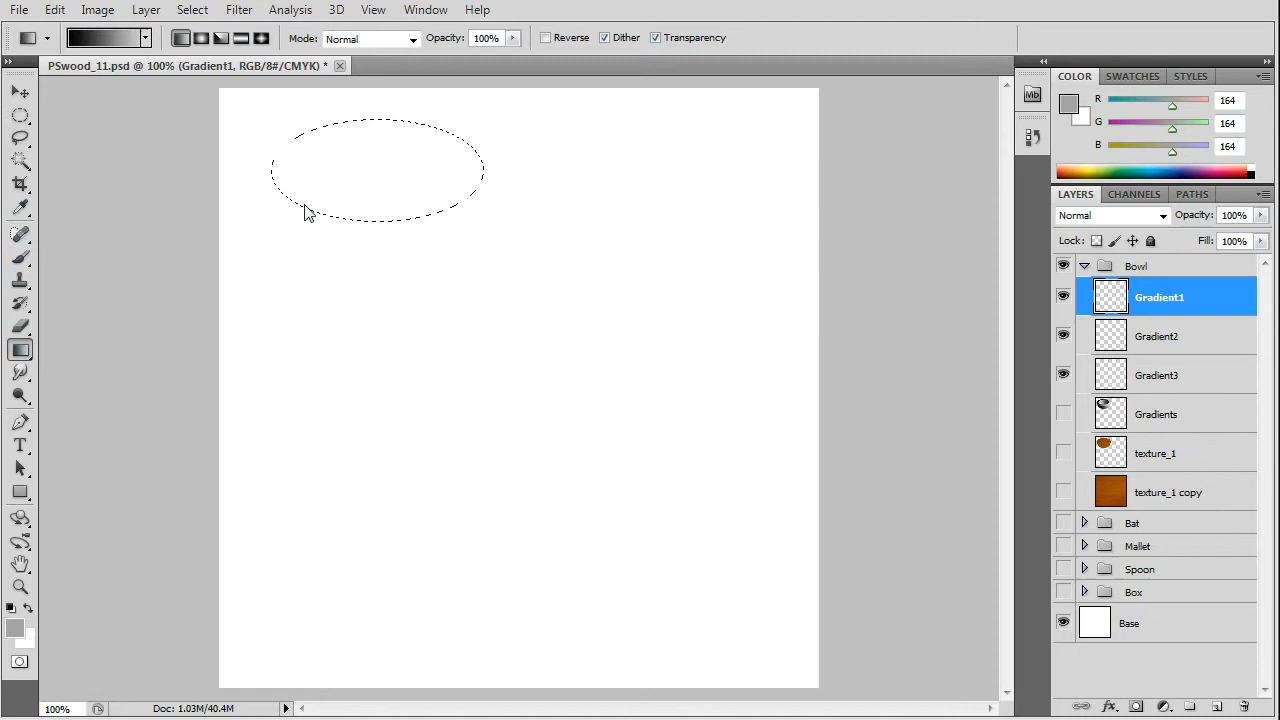 File Edit Image Layer Select Filter Analysis 3D View Window Help
Mode: Normal Opacity: 100% Reverse Dither Transparency
PSwood_11.psd @ 100% (Gradient1, RGB/8#/CMYK) *
COLOR SWATCHES STYLES
Mb
R 164
G 164
B 164
LAYERS CHANNELS PATHS
Normal Opacity: 100%
Lock: Fill: 100%
Bowl
Gradient1
Gradient2
Gradient3
Gradients
texture_1
texture_1 copy
Bat
Mallet
Spoon
Box
Base
T
fx
100% Doc: 1.03M/40.4M